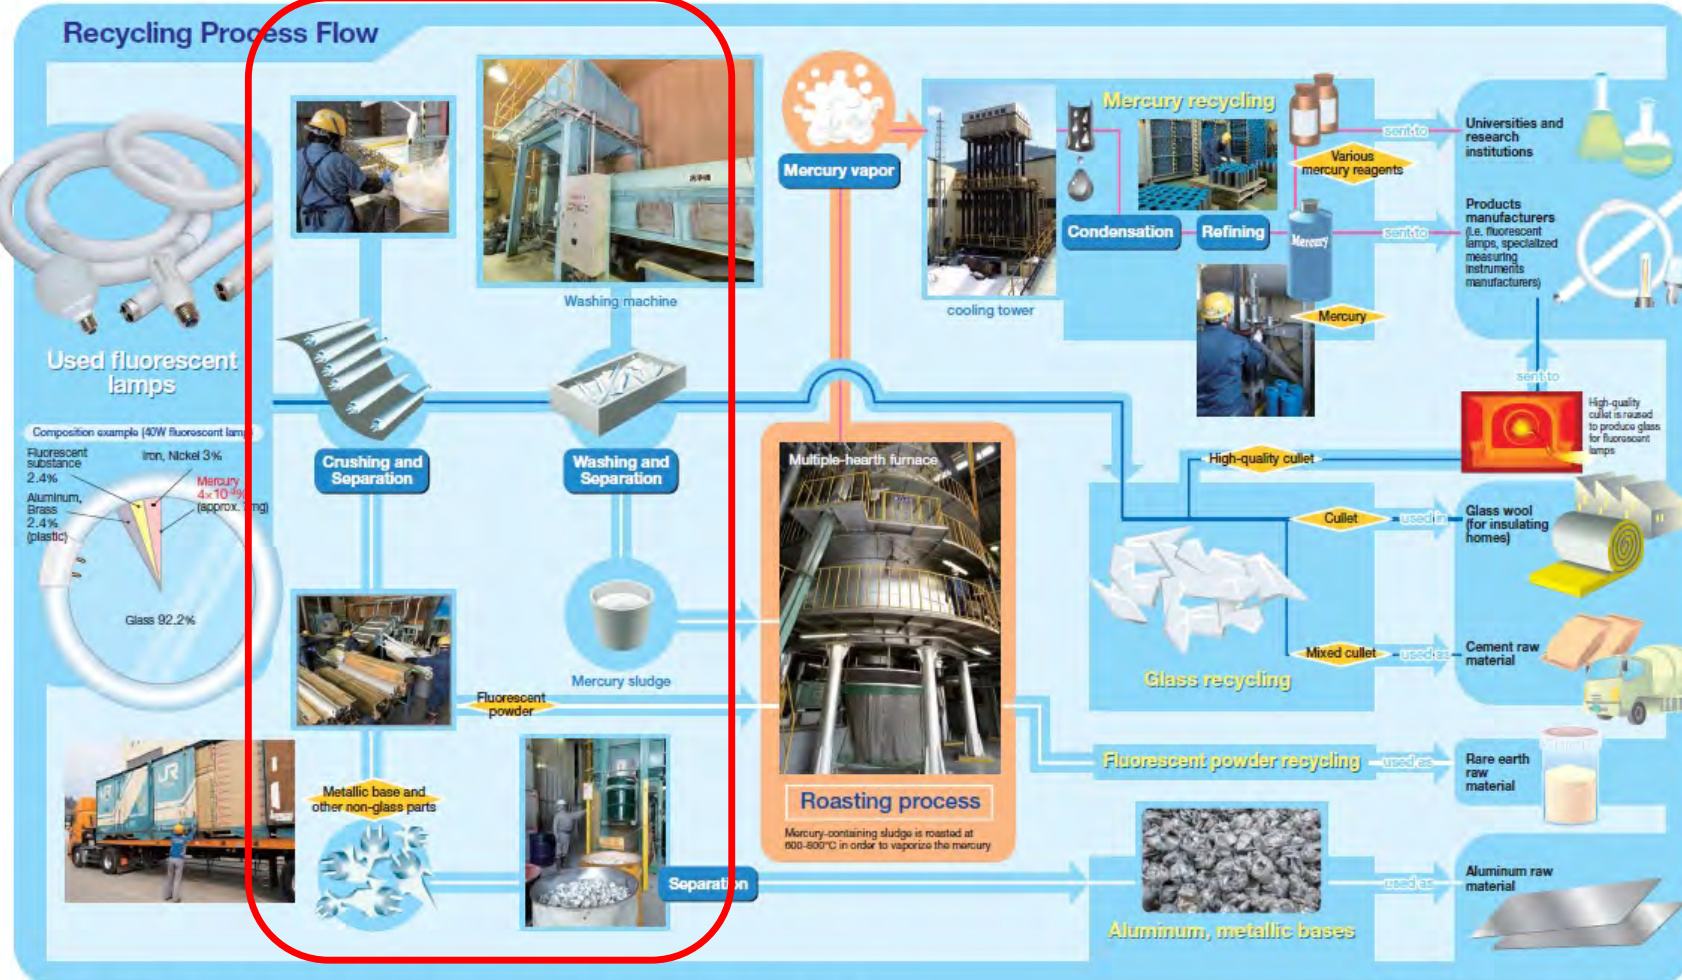 Recycling Process Flow
Used fluorescent
lamps
Composition example (40W fluorescent lamp)
Fluorescent
substance
2.4%
Iron, Nickel 3%
Mercury
4×10⁻³%
Aluminum,
Brass
2.4%
(plastic)
Glass 92.2%
JR
Washing machine
Crushing and
Separation
Washing and
Separation
Mercury sludge
Fluorescent
powder
Metallic base and
other non-glass parts
Separation
Mercury vapor
Multiple-hearth furnace
Roasting process
Mercury-containing sludge is roasted at
600-800°C in order to vaporize the mercury
cooling tower
Mercury recycling
Condensation
Refining
Mercury
Various
mercury reagents
Mercury
sent to
sent to
Universities and
research
institutions
Products
manufacturers
(i.e. fluorescent
lamps, specialized
measuring
instruments
manufacturers)
sent to
High-quality
cullet is reused
to produce glass
for fluorescent
lamps
High-quality cullet
Cullet
used in
Glass wool
(for insulating
homes)
Mixed cullet
used as
Cement raw
material
Glass recycling
Fluorescent powder recycling
used as
Rare earth
raw
material
Aluminum, metallic bases
used as
Aluminum raw
material